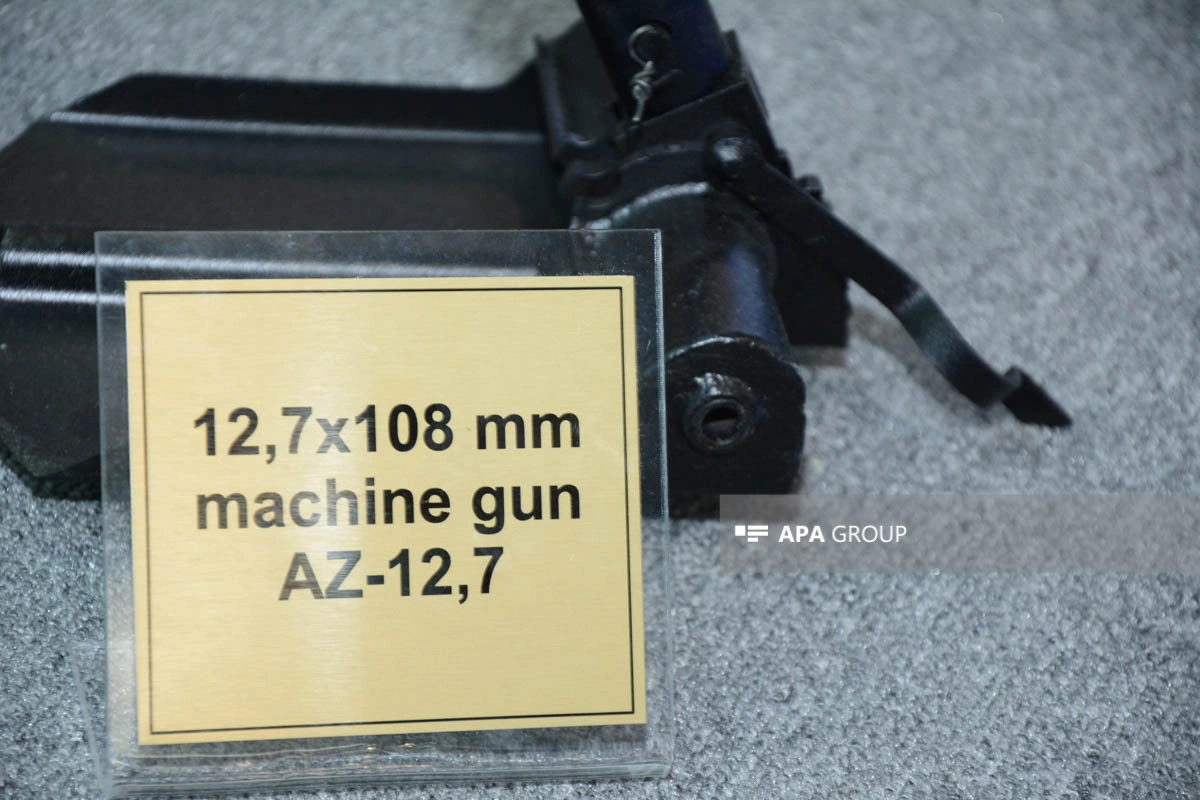 12,7x108 mm
machine gun
AZ-12,7
APA GROUP